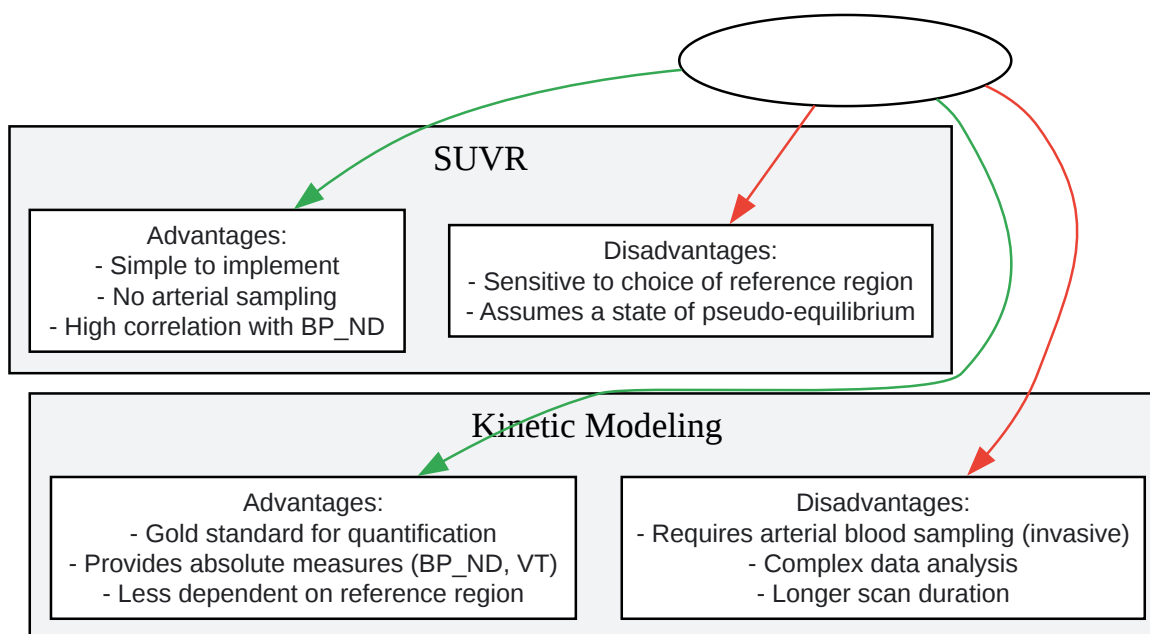 SUVR
Advantages:
- Simple to implement
- No arterial sampling
- High correlation with BP_ND
Disadvantages:
- Sensitive to choice of reference region
- Assumes a state of pseudo-equilibrium
Kinetic Modeling
Advantages:
- Gold standard for quantification
- Provides absolute measures (BP_ND, VT)
- Less dependent on reference region
Disadvantages:
- Requires arterial blood sampling (invasive)
- Complex data analysis
- Longer scan duration